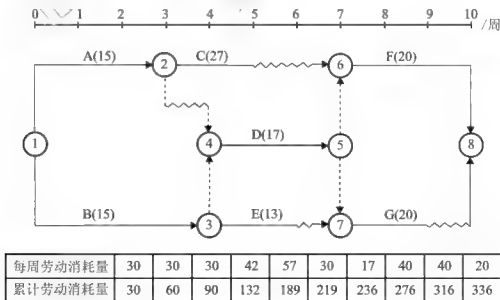 0 1 2 3 4 5 6 7 8 9 10 /周
A(15) 2 C(27) 6 F(20)
1 4 D(17) 5 8
B(15) 3 E(13) 7 G(20)
每周劳动消耗量 30 30 30 42 57 30 17 40 40 20
累计劳动消耗量 30 60 90 132 189 219 236 276 316 336